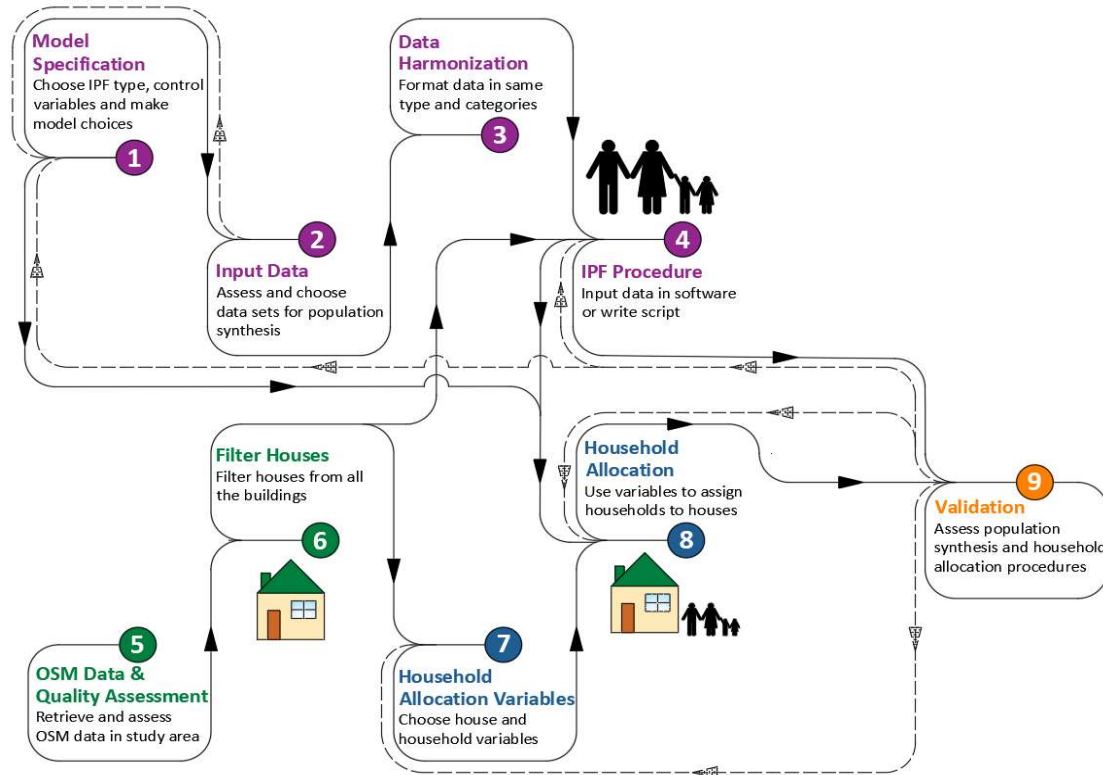 Model
Specification
Choose IPF type, control
variables and make
model choices
1
2
Input Data
Assess and choose
data sets for population
synthesis
Data
Harmonization
Format data in same
type and categories
3
4
IPF Procedure
Input data in software
or write script
5
OSM Data &
Quality Assessment
Retrieve and assess
OSM data in study area
Filter Houses
Filter houses from all
the buildings
6
7
Household
Allocation Variables
Choose house and
household variables
Household
Allocation
Use variables to assign
households to houses
8
9
Validation
Assess population
synthesis and household
allocation procedures